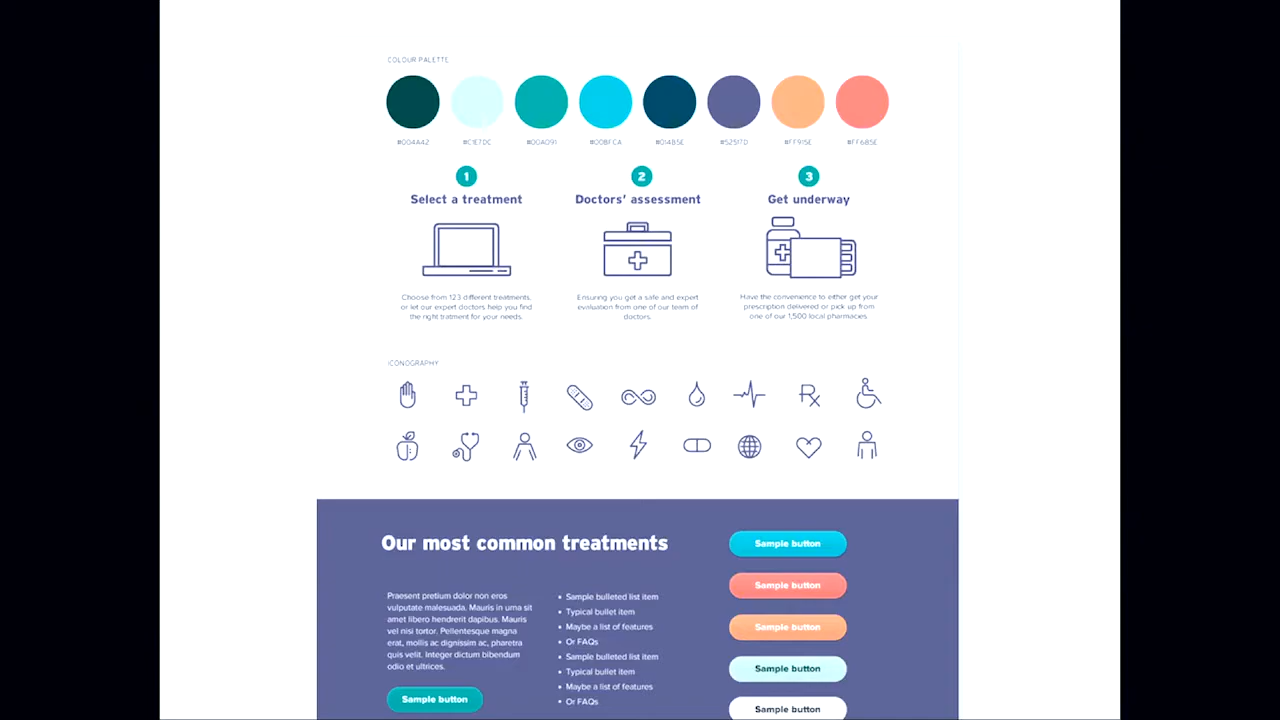 COLOUR PALETTE
#004A42
#C1E7DC
#00A091
#00BFCA
#014B5E
#52517D
#FF915E
#FF685E
1
2
3
Select a treatment
Doctors’ assessment
Get underway
Choose from 123 different treatments,
or let our expert doctors help you find
the right tratment for your needs.
Ensuring you get a safe and expert
evaluation from one of our team of
doctors.
Have the convenience to either get your
prescription delivered or pick up from
one of our 1,500 local pharmacies.
ICONOGRAPHY
Our most common treatments
Praesent pretium dolor non eros
vulputate malesuada. Mauris in urna sit
amet libero hendrerit dapibus. Mauris
vel nisi tortor. Pellentesque magna
erat, mollis ac dignissim ac, pharetra
quis velit. Integer dictum bibendum
odio et ultrices.
Sample button
• Sample bulleted list item
• Typical bullet item
• Maybe a list of features
• Or FAQs
• Sample bulleted list item
• Typical bullet item
• Maybe a list of features
• Or FAQs
Sample button
Sample button
Sample button
Sample button
Sample button